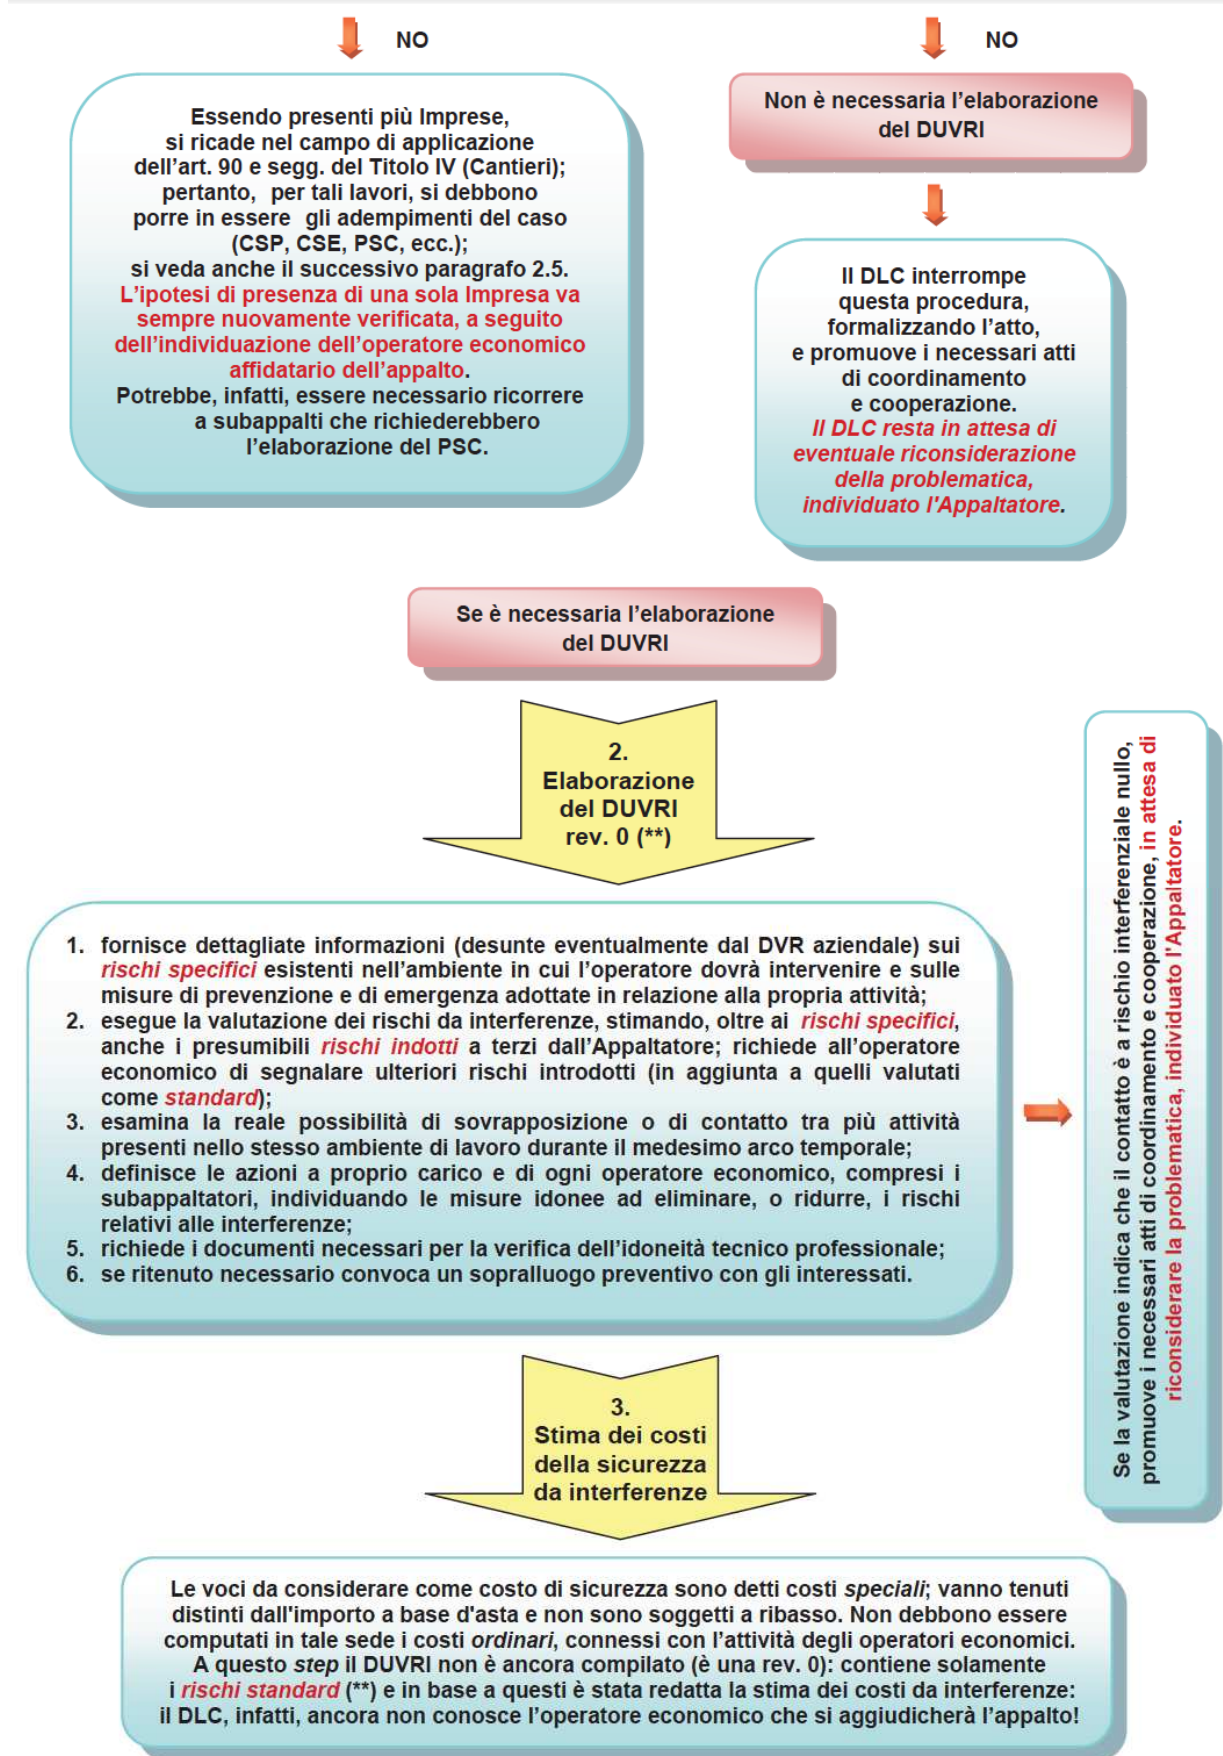 NO
Essendo presenti più Imprese,
si ricade nel campo di applicazione
dell'art. 90 e segg. del Titolo IV (Cantieri);
pertanto, per tali lavori, si debbono
porre in essere gli adempimenti del caso
(CSP, CSE, PSC, ecc.);
si veda anche il successivo paragrafo 2.5.
L'ipotesi di presenza di una sola Impresa va
sempre nuovamente verificata, a seguito
dell'individuazione dell'operatore economico
affidatario dell'appalto.
Potrebbe, infatti, essere necessario ricorrere
a subappalti che richiederebbero
l'elaborazione del PSC.
NO
Non è necessaria l'elaborazione
del DUVRI
Il DLC interrompe
questa procedura,
formalizzando l'atto,
e promuove i necessari atti
di coordinamento
e cooperazione.
Il DLC resta in attesa di
eventuale riconsiderazione
della problematica,
individuato l'Appaltatore.
Se è necessaria l'elaborazione
del DUVRI
2.
Elaborazione
del DUVRI
rev. 0 (**)
1. fornisce dettagliate informazioni (desunte eventualmente dal DVR aziendale) sui
rischi specifici esistenti nell'ambiente in cui l'operatore dovrà intervenire e sulle
misure di prevenzione e di emergenza adottate in relazione alla propria attività;
2. esegue la valutazione dei rischi da interferenze, stimando, oltre ai rischi specifici,
anche i presumibili rischi indotti a terzi dall'Appaltatore; richiede all'operatore
economico di segnalare ulteriori rischi introdotti (in aggiunta a quelli valutati
come standard);
3. esamina la reale possibilità di sovrapposizione o di contatto tra più attività
presenti nello stesso ambiente di lavoro durante il medesimo arco temporale;
4. definisce le azioni a proprio carico e di ogni operatore economico, compresi i
subappaltatori, individuando le misure idonee ad eliminare, o ridurre, i rischi
relativi alle interferenze;
5. richiede i documenti necessari per la verifica dell'idoneità tecnico professionale;
6. se ritenuto necessario convoca un sopralluogo preventivo con gli interessati.
Se la valutazione indica che il contatto è a rischio interferenziale nullo,
promuove i necessari atti di coordinamento e cooperazione, in attesa di
riconsiderare la problematica, individuato l'Appaltatore.
3.
Stima dei costi
della sicurezza
da interferenze
Le voci da considerare come costo di sicurezza sono detti costi speciali; vanno tenuti
distinti dall'importo a base d'asta e non sono soggetti a ribasso. Non debbono essere
computati in tale sede i costi ordinari, connessi con l'attività degli operatori economici.
A questo step il DUVRI non è ancora compilato (è una rev. 0): contiene solamente
i rischi standard (**) e in base a questi è stata redatta la stima dei costi da interferenze:
il DLC, infatti, ancora non conosce l'operatore economico che si aggiudicherà l'appalto!